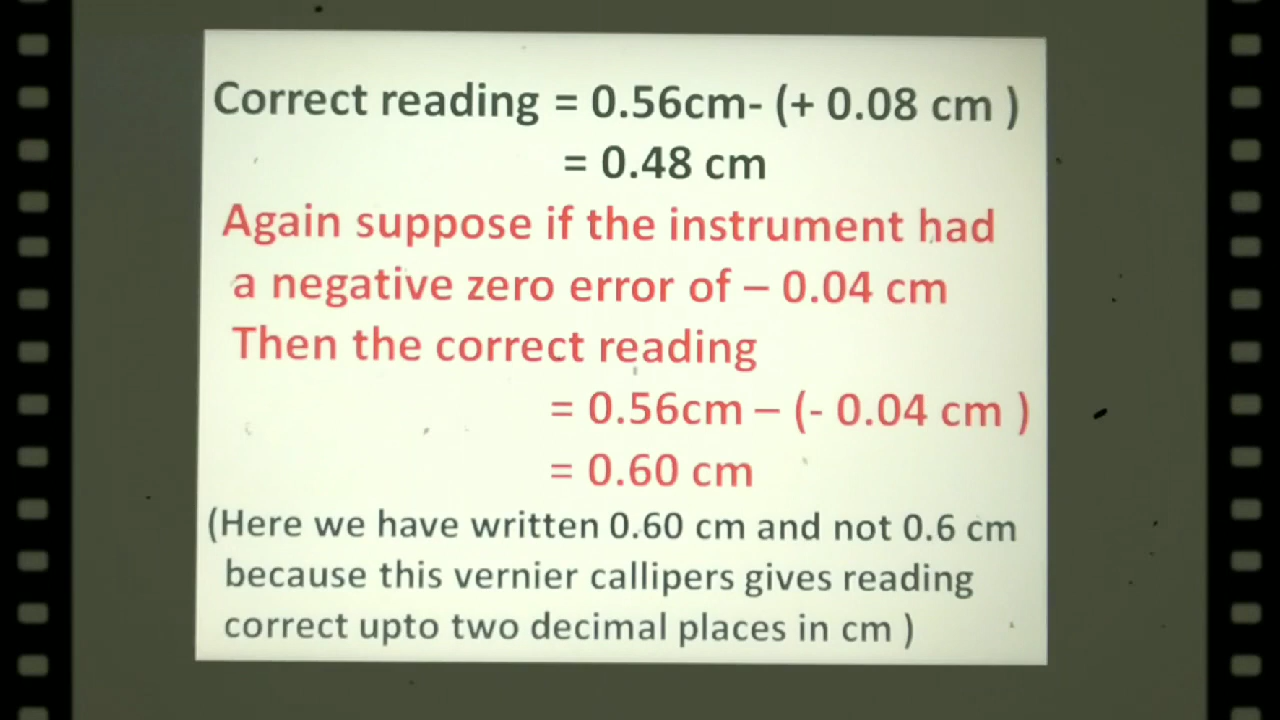 Correct reading = 0.56cm- (+ 0.08 cm )
= 0.48 cm
Again suppose if the instrument had
a negative zero error of – 0.04 cm
Then the correct reading
= 0.56cm – (- 0.04 cm )
= 0.60 cm
(Here we have written 0.60 cm and not 0.6 cm
because this vernier callipers gives reading
correct upto two decimal places in cm )